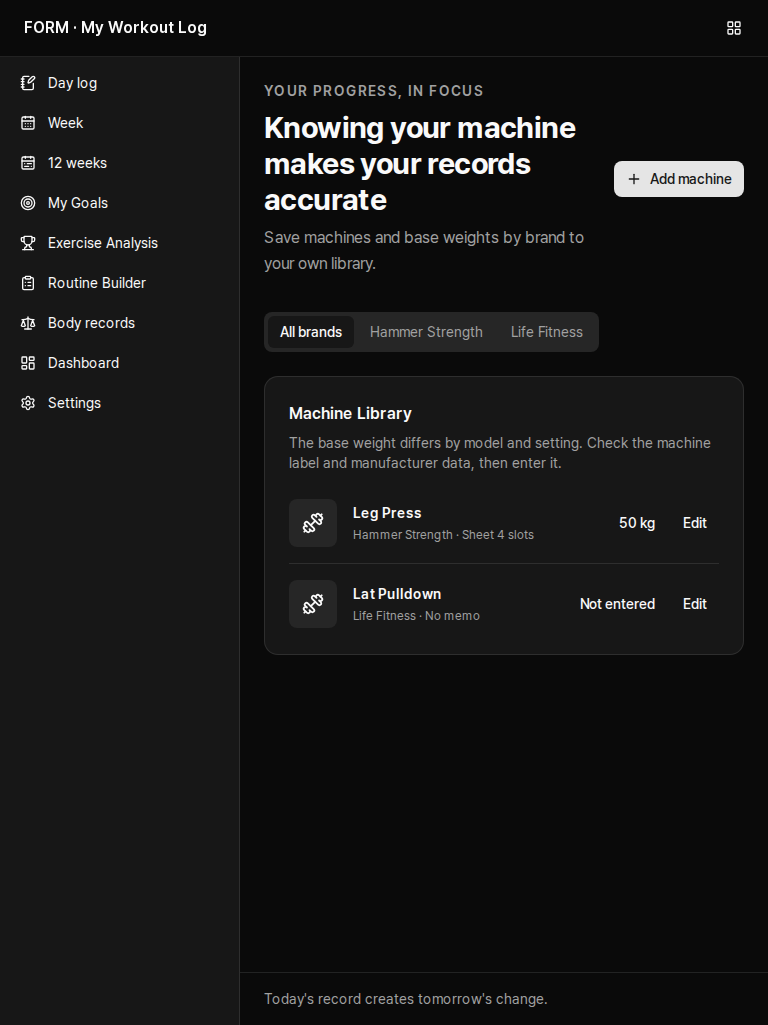 FORM · My Workout Log
Day log
Week
12 weeks
My Goals
Exercise Analysis
Routine Builder
Body records
Dashboard
Settings
YOUR PROGRESS, IN FOCUS
Knowing your machine
makes your records
accurate
Save machines and base weights by brand to
your own library.
Add machine
All brands Hammer Strength Life Fitness
Machine Library
The base weight differs by model and setting. Check the machine
label and manufacturer data, then enter it.
Leg Press
Hammer Strength · Sheet 4 slots
50 kg Edit
Lat Pulldown
Life Fitness · No memo
Not entered Edit
Today's record creates tomorrow's change.